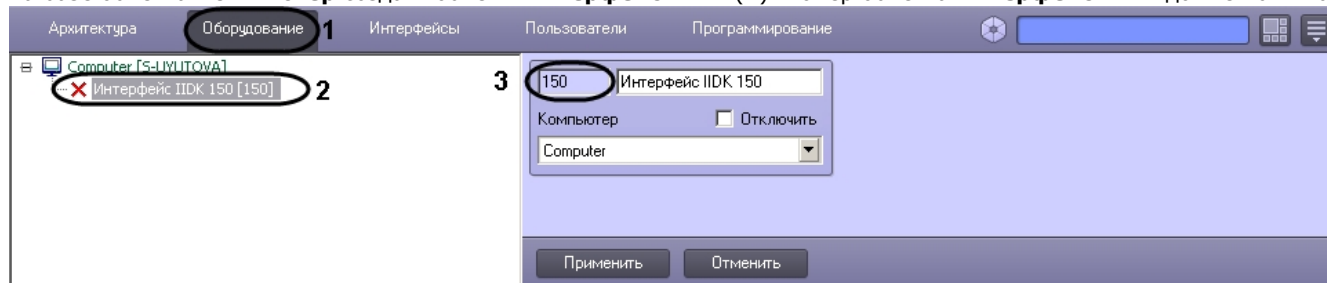 Архитектура Оборудование 1 Интерфейсы Пользователи Программирование
Computer [S-UYUTOVA]
Интерфейс IIDK 150 [150] 2
3 150 Интерфейс IIDK 150
Компьютер Отключить
Computer
Применить Отменить